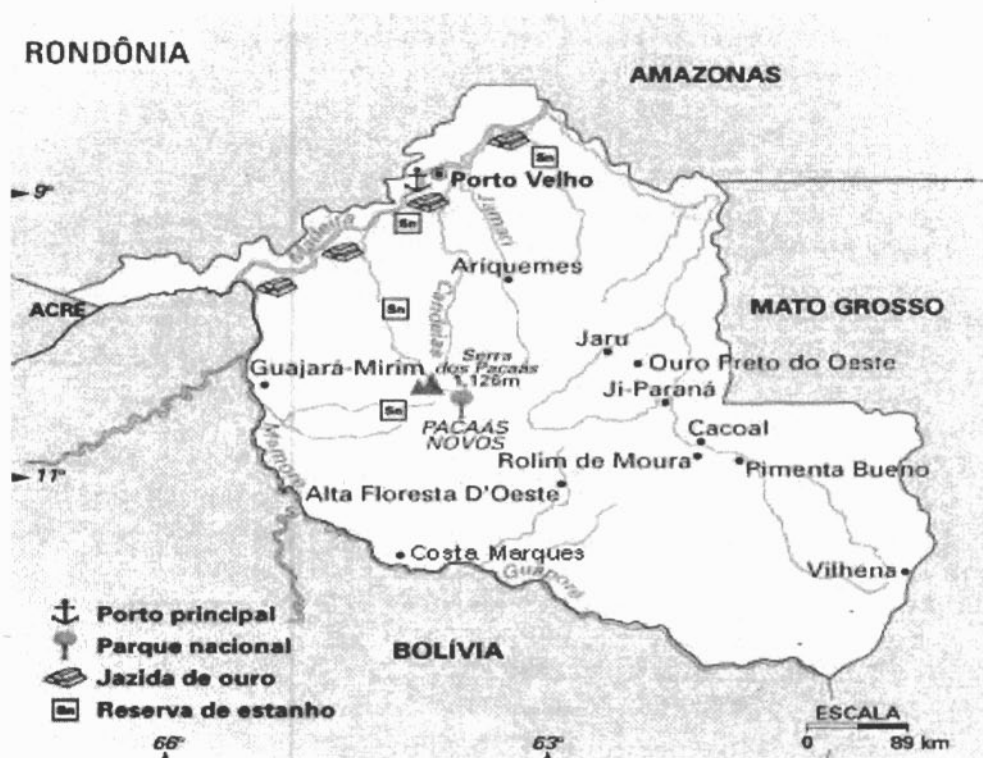 RONDÔNIA
AMAZONAS
Sn
9°
Porto Velho
Madeira
Sn
Jamari
Ariquemes
ACRE
Sn
Candeias
MATO GROSSO
Jaru
Serra
dos Pacaás
1.126m
Ouro Preto do Oeste
Guajará-Mirim
Ji-Paraná
Sn
PACAÁS
NOVOS
Cacoal
Rolim de Moura
Pimenta Bueno
11°
Alta Floresta D'Oeste
Costa Marques
Vilhena
BOLÍVIA
Porto principal
Parque nacional
Jazida de ouro
Sn Reserva de estanho
ESCALA
0 89 km
66°
63°